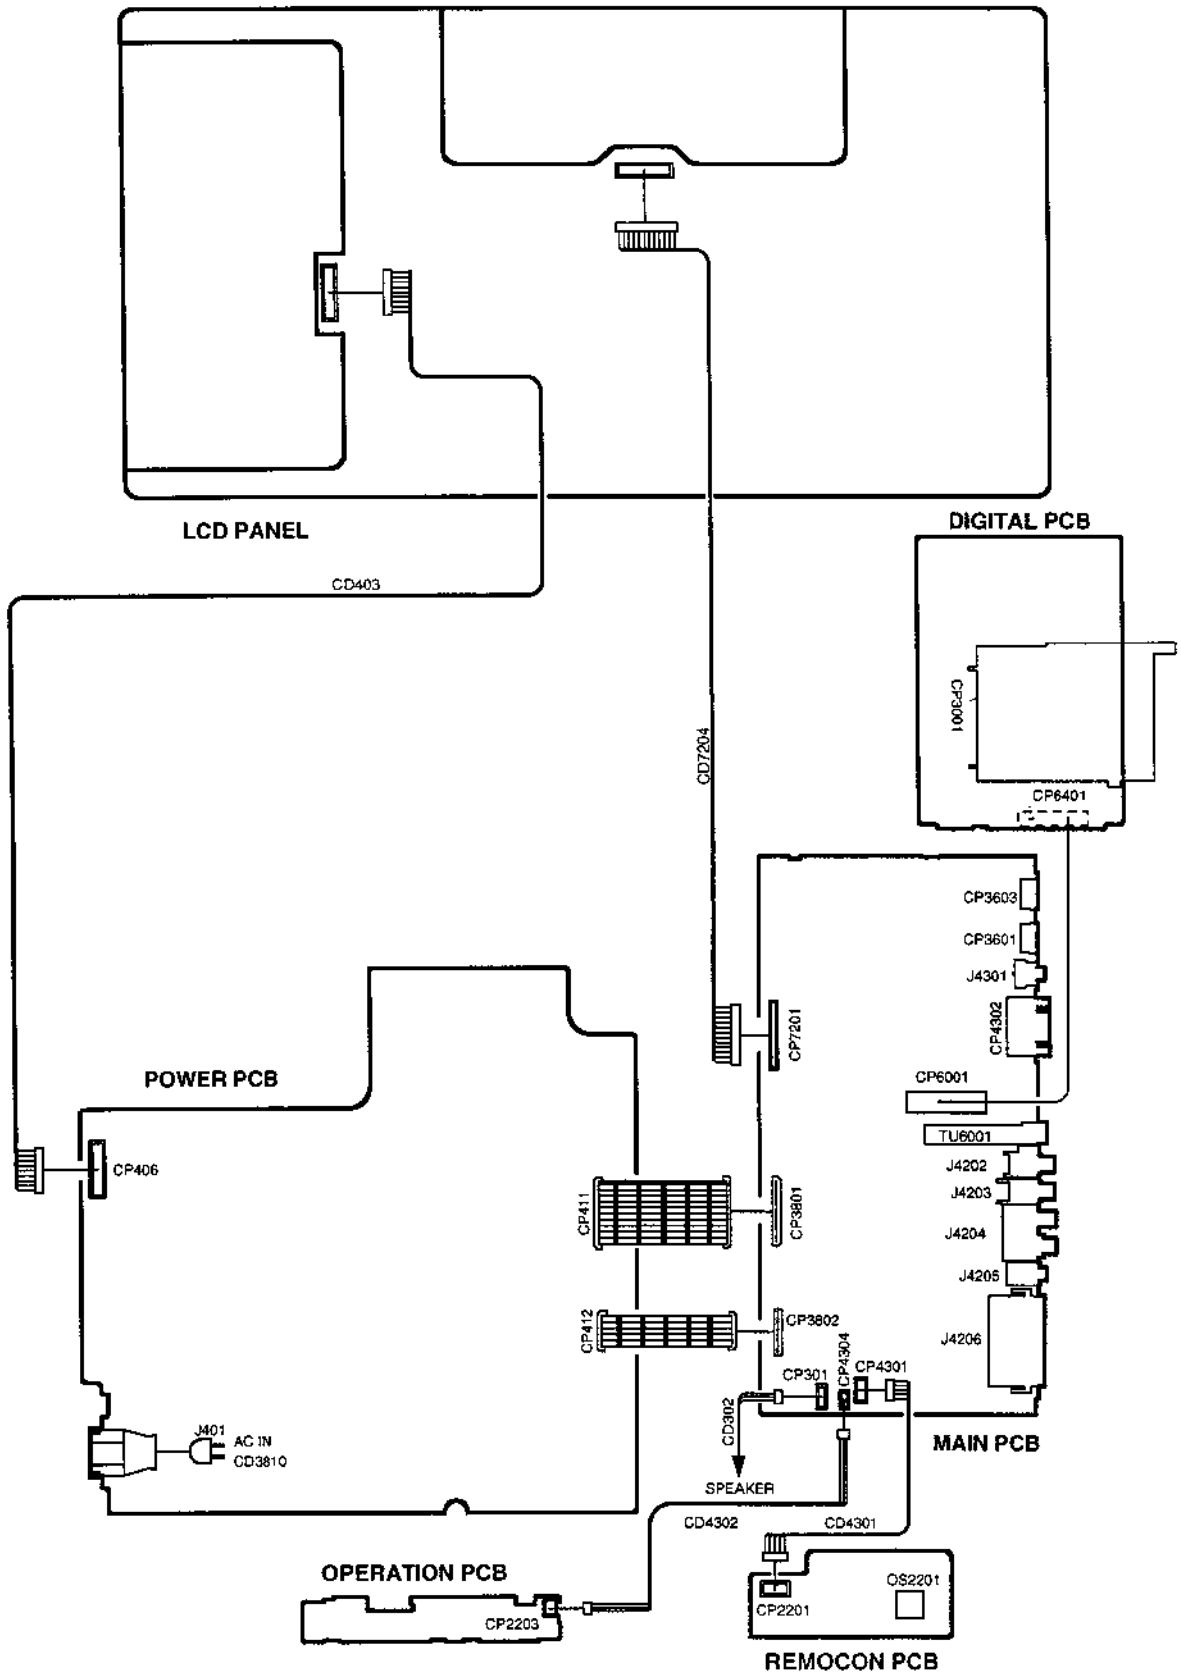 LCD PANEL
DIGITAL PCB
CD403
CP3001
CD7204
CP6401
CP3603
CP3601
J4301
CP4302
CP7201
POWER PCB
CP6001
TU6001
CP406
J4202
J4203
CP411
CP3801
J4204
J4205
CP412
CP3802
J4206
CP4304
CP301
CP4301
J401
AC IN
CD3810
CD302
MAIN PCB
SPEAKER
CD4302
CD4301
OPERATION PCB
CP2203
CP2201
OS2201
REMOCON PCB